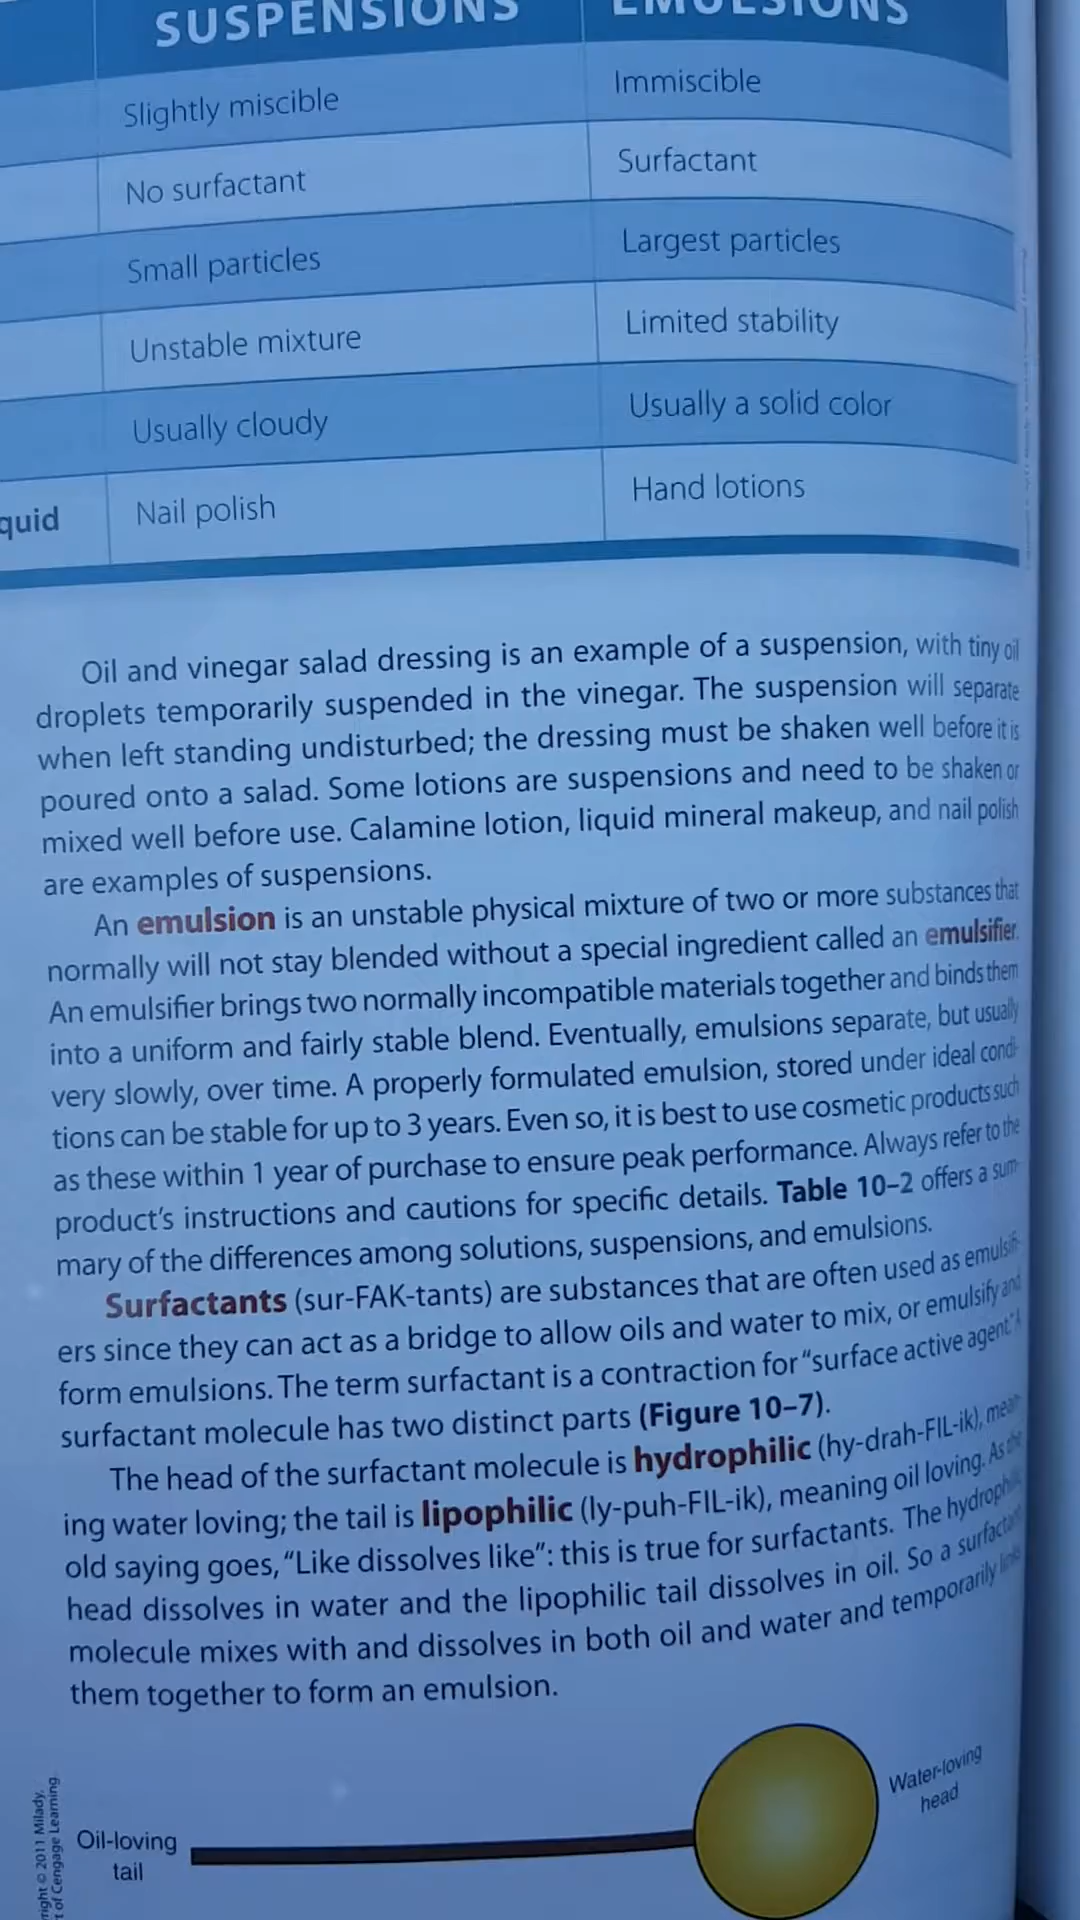 SUSPENSIONS EMULSIONS
Slightly miscible Immiscible
No surfactant Surfactant
Small particles Largest particles
Unstable mixture Limited stability
Usually cloudy Usually a solid color
quid Nail polish Hand lotions
Oil and vinegar salad dressing is an example of a suspension, with tiny oil
droplets temporarily suspended in the vinegar. The suspension will separate
when left standing undisturbed; the dressing must be shaken well before it is
poured onto a salad. Some lotions are suspensions and need to be shaken or
mixed well before use. Calamine lotion, liquid mineral makeup, and nail polish
are examples of suspensions.
An emulsion is an unstable physical mixture of two or more substances that
normally will not stay blended without a special ingredient called an emulsifier.
An emulsifier brings two normally incompatible materials together and binds them
into a uniform and fairly stable blend. Eventually, emulsions separate, but usually
very slowly, over time. A properly formulated emulsion, stored under ideal condi-
tions can be stable for up to 3 years. Even so, it is best to use cosmetic products such
as these within 1 year of purchase to ensure peak performance. Always refer to the
product's instructions and cautions for specific details. Table 10–2 offers a sum-
mary of the differences among solutions, suspensions, and emulsions.
Surfactants (sur-FAK-tants) are substances that are often used as emulsifi-
ers since they can act as a bridge to allow oils and water to mix, or emulsify and
form emulsions. The term surfactant is a contraction for "surface active agent." A
surfactant molecule has two distinct parts (Figure 10–7).
The head of the surfactant molecule is hydrophilic (hy-drah-FIL-ik), mean-
ing water loving; the tail is lipophilic (ly-puh-FIL-ik), meaning oil loving. As the
old saying goes, "Like dissolves like": this is true for surfactants. The hydrophilic
head dissolves in water and the lipophilic tail dissolves in oil. So a surfactant
molecule mixes with and dissolves in both oil and water and temporarily links
them together to form an emulsion.
Water-loving
head
Oil-loving
tail
right © 2011 Milady,
t of Cengage Learning.